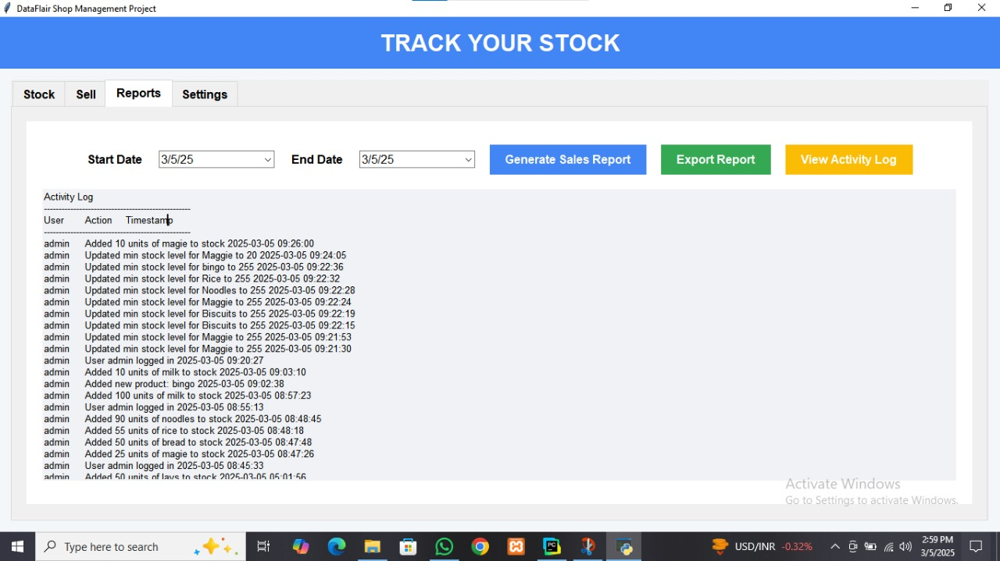 DataFlair Shop Management Project
TRACK YOUR STOCK
Stock Sell Reports Settings
Start Date 3/5/25 End Date 3/5/25 Generate Sales Report Export Report View Activity Log
Activity Log
--------------------------------------------------------
User Action Timestamp
--------------------------------------------------------
admin Added 10 units of magie to stock 2025-03-05 09:26:00
admin Updated min stock level for Maggie to 20 2025-03-05 09:24:05
admin Updated min stock level for bingo to 255 2025-03-05 09:22:36
admin Updated min stock level for Rice to 255 2025-03-05 09:22:32
admin Updated min stock level for Noodles to 255 2025-03-05 09:22:28
admin Updated min stock level for Maggie to 255 2025-03-05 09:22:24
admin Updated min stock level for Biscuits to 255 2025-03-05 09:22:19
admin Updated min stock level for Biscuits to 255 2025-03-05 09:22:15
admin Updated min stock level for Maggie to 255 2025-03-05 09:21:53
admin Updated min stock level for Maggie to 255 2025-03-05 09:21:30
admin User admin logged in 2025-03-05 09:20:27
admin Added 10 units of milk to stock 2025-03-05 09:03:10
admin Added new product: bingo 2025-03-05 09:02:38
admin Added 100 units of milk to stock 2025-03-05 08:57:23
admin User admin logged in 2025-03-05 08:55:13
admin Added 90 units of noodles to stock 2025-03-05 08:48:45
admin Added 55 units of rice to stock 2025-03-05 08:48:18
admin Added 50 units of bread to stock 2025-03-05 08:47:48
admin Added 25 units of magie to stock 2025-03-05 08:47:26
admin User admin logged in 2025-03-05 08:45:33
admin Added 50 units of lays to stock 2025-03-05 05:01:56
Activate Windows
Go to Settings to activate Windows.
Type here to search
USD/INR -0.32%
2:59 PM
3/5/2025